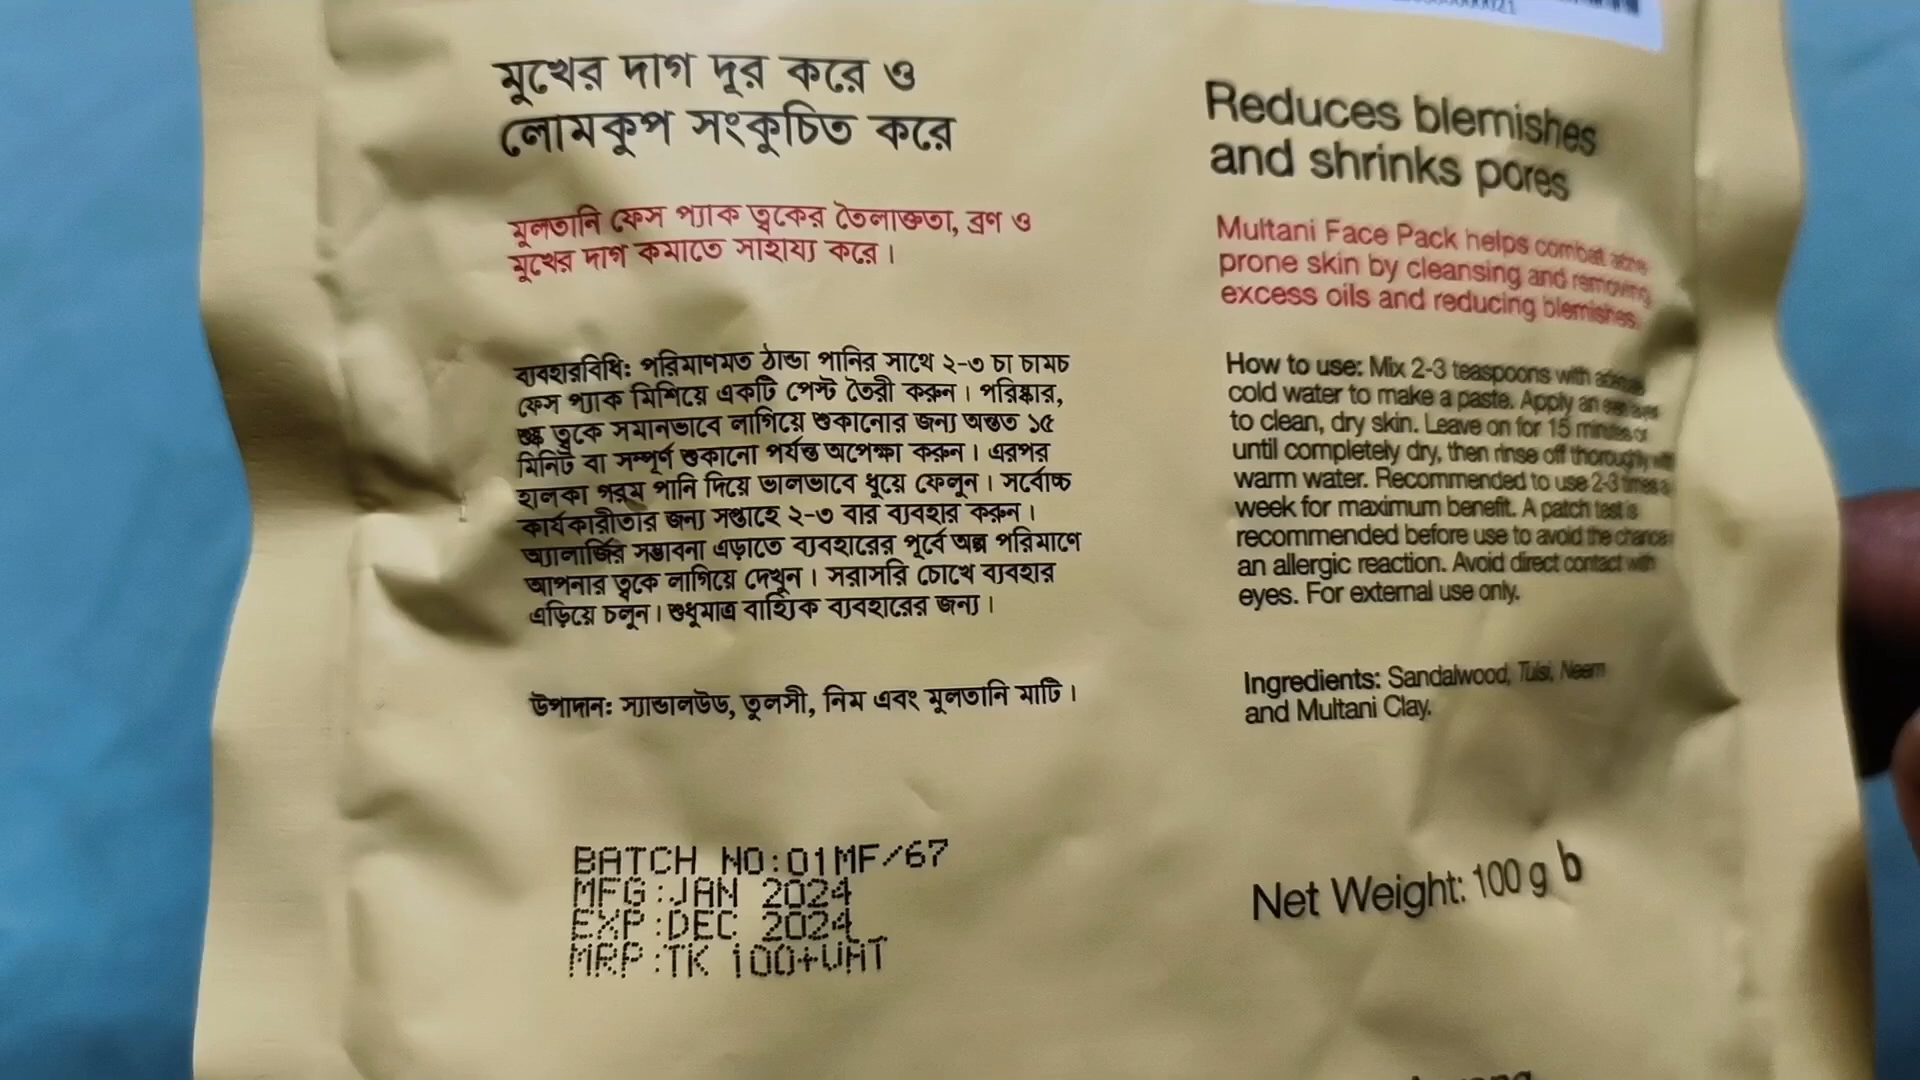 মুখের দাগ দূর করে ও
লোমকুপ সংকুচিত করে
মুলতানি ফেস প্যাক ত্বকের তৈলাক্ততা, ব্রণ ও
মুখের দাগ কমাতে সাহায্য করে।
ব্যবহারবিধি: পরিমাণমত ঠান্ডা পানির সাথে ২-৩ চা চামচ
ফেস প্যাক মিশিয়ে একটি পেস্ট তৈরী করুন। পরিষ্কার,
শুষ্ক ত্বকে সমানভাবে লাগিয়ে শুকানোর জন্য অন্তত ১৫
মিনিট বা সম্পূর্ণ শুকানো পর্যন্ত অপেক্ষা করুন। এরপর
হালকা গরম পানি দিয়ে ভালভাবে ধুয়ে ফেলুন। সর্বোচ্চ
কার্যকারীতার জন্য সপ্তাহে ২-৩ বার ব্যবহার করুন।
অ্যালার্জির সম্ভাবনা এড়াতে ব্যবহারের পূর্বে অল্প পরিমাণে
আপনার ত্বকে লাগিয়ে দেখুন। সরাসরি চোখে ব্যবহার
এড়িয়ে চলুন। শুধুমাত্র বাহ্যিক ব্যবহারের জন্য।
উপাদান: স্যান্ডালউড, তুলসী, নিম এবং মুলতানি মাটি।
BATCH NO:01MF/67
MFG:JAN 2024
EXP:DEC 2024
MRP:TK 100+VAT
Reduces blemishes
and shrinks pores
Multani Face Pack helps combat acne
prone skin by cleansing and removing
excess oils and reducing blemishes.
How to use: Mix 2-3 teaspoons with
cold water to make a paste. Apply an
to clean, dry skin. Leave on for 15 minutes or
until completely dry, then rinse off thoroughly with
warm water. Recommended to use 2-3 times a
week for maximum benefit. A patch test is
recommended before use to avoid the chance
an allergic reaction. Avoid direct contact with
eyes. For external use only.
Ingredients: Sandalwood, Tulsi, Neem
and Multani Clay.
Net Weight: 100 g b